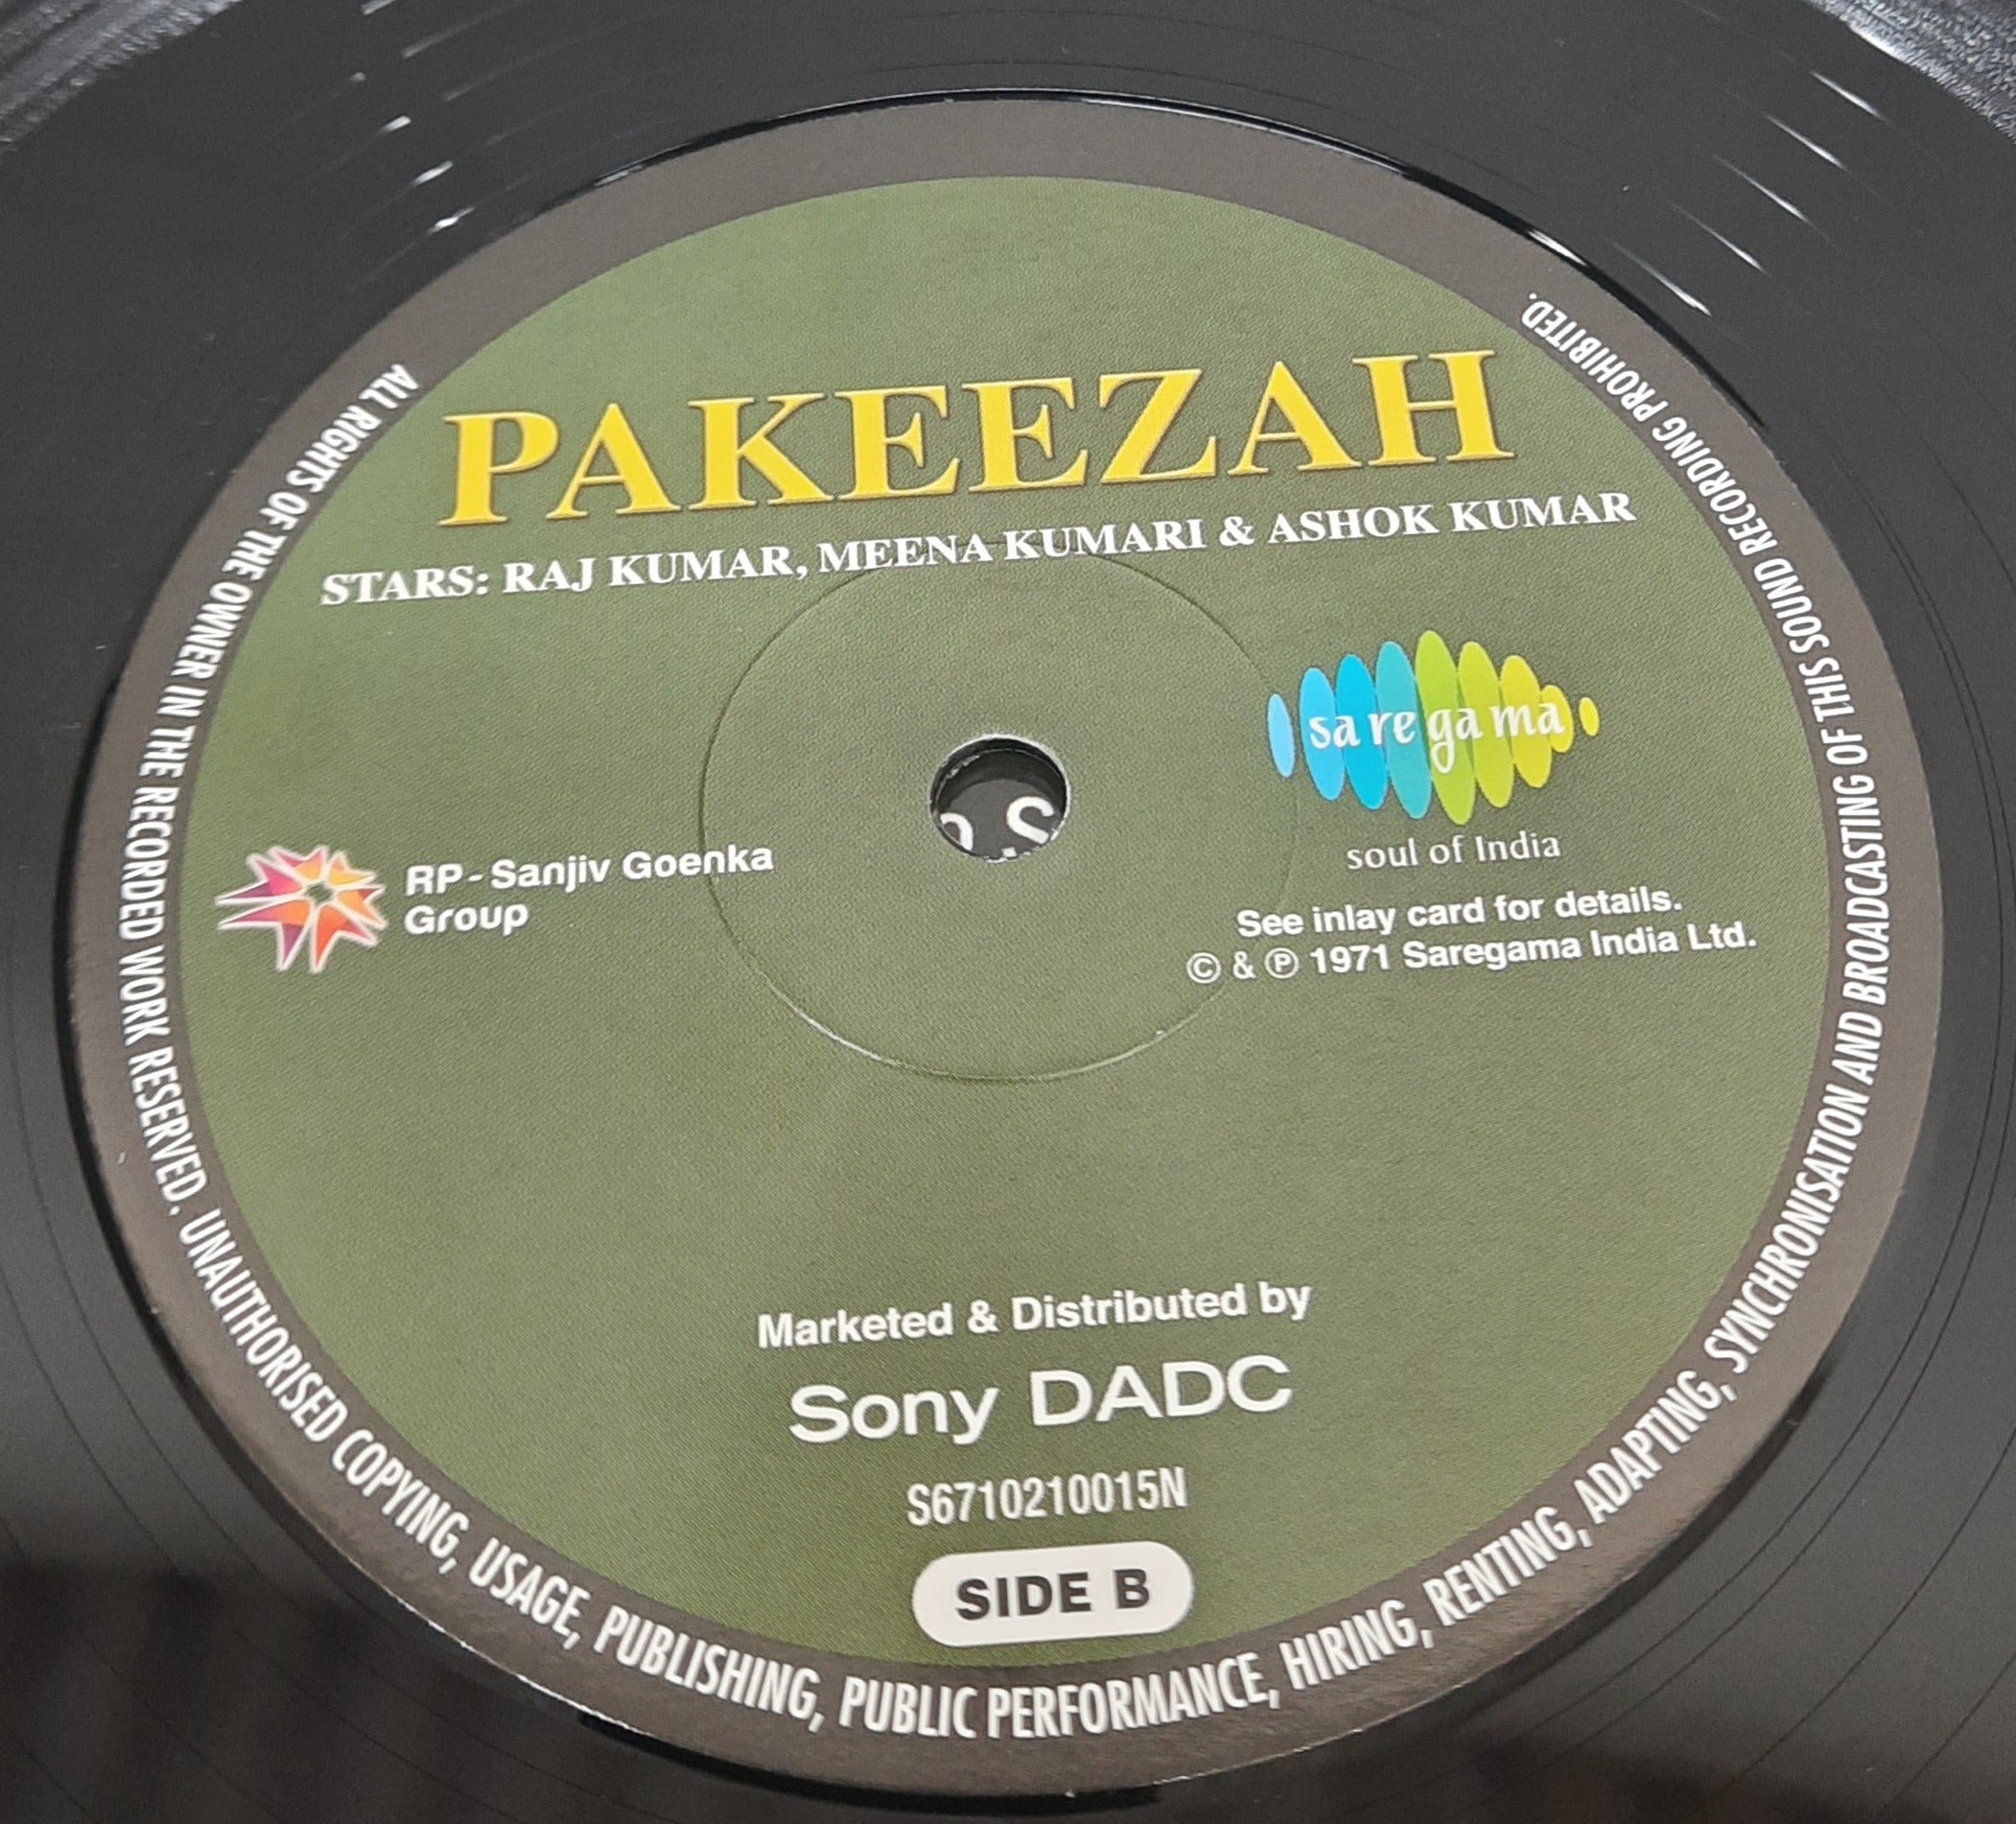 PAKEEZAH
STARS: RAJ KUMAR, MEENA KUMARI & ASHOK KUMAR
sa re ga ma
soul of India
RP-Sanjiv Goenka
Group
See inlay card for details.
© & ℗ 1971 Saregama India Ltd.
Marketed & Distributed by
Sony DADC
S6710210015N
SIDE B
ALL RIGHTS OF THE OWNER IN THE RECORDED WORK RESERVED. UNAUTHORISED COPYING, USAGE, PUBLISHING, PUBLIC PERFORMANCE, HIRING, RENTING, ADAPTING, SYNCHRONISATION AND BROADCASTING OF THIS SOUND RECORDING PROHIBITED.